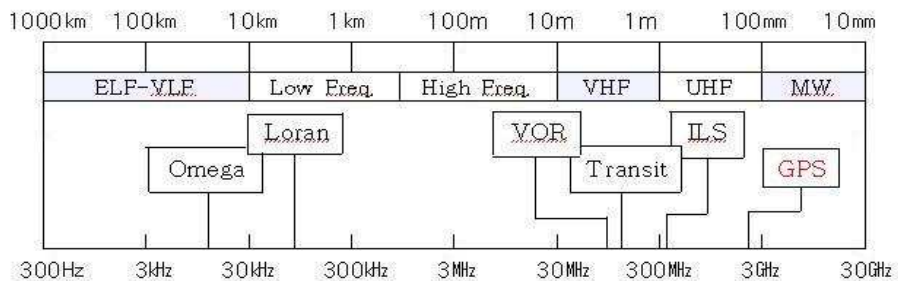 1000km 100km 10km 1km 100m 10m 1m 100mm 10mm
ELF-VLF Low Freq. High Freq. VHF UHF MW.
Loran VOR ILS
Omega Transit GPS
300Hz 3kHz 30kHz 300kHz 3MHz 30MHz 300MHz 3GHz 30GHz